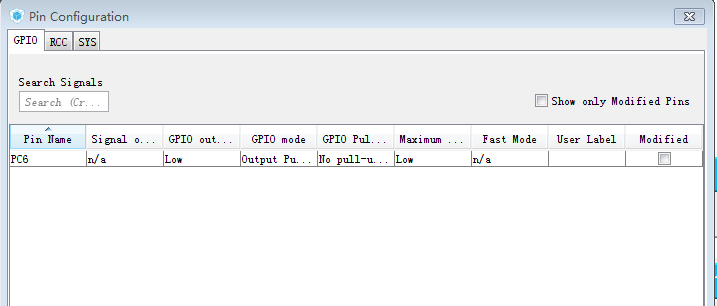 Pin Configuration
GPIO RCC SYS
Search Signals
Search (Cr...
Show only Modified Pins
Pin Name Signal o... GPIO out... GPIO mode GPIO Pul... Maximum ... Fast Mode User Label Modified
PC6 n/a Low Output Pu... No pull-u... Low n/a